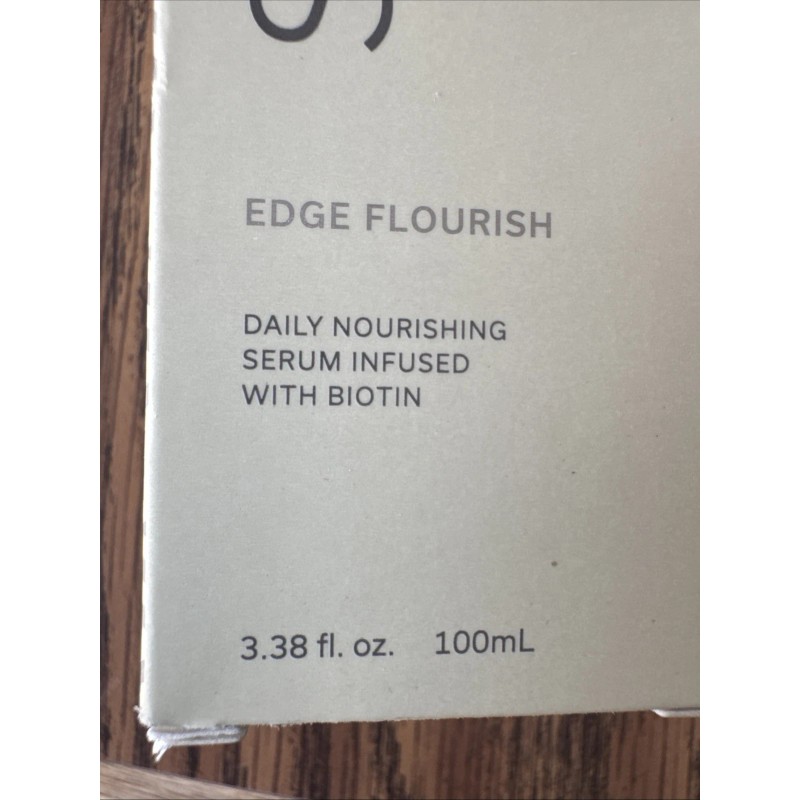 EDGE FLOURISH
DAILY NOURISHING
SERUM INFUSED
WITH BIOTIN
3.38 fl. oz. 100mL